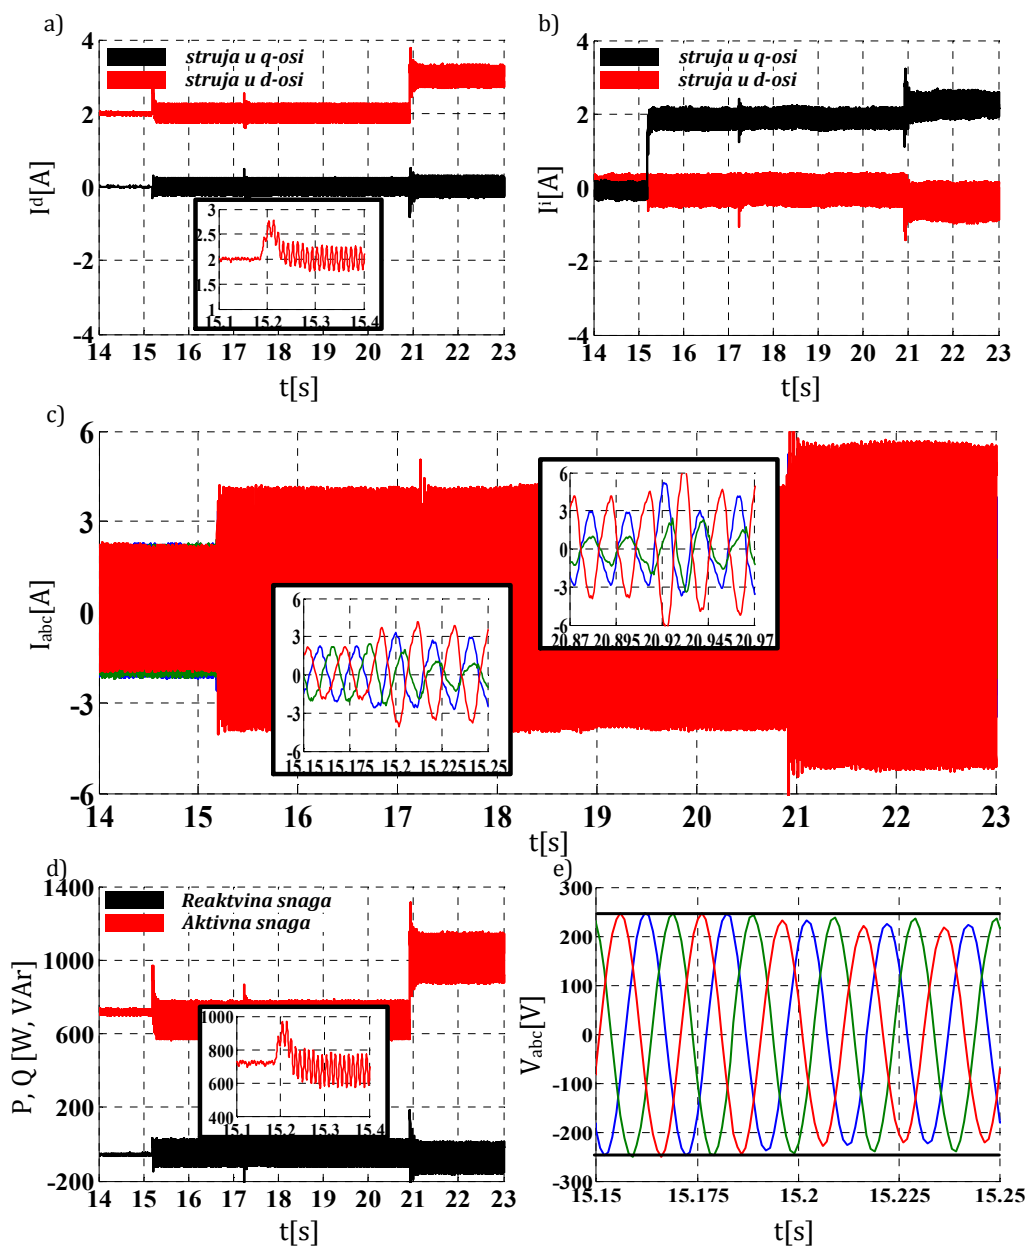 a)
b)
struja u q-osi
struja u d-osi
struja u q-osi
struja u d-osi
4
2
0
-2
-4
I^d[A]
3
2.5
2
1.5
1
15.1 15.2 15.3 15.4
14 15 16 17 18 19 20 21 22 23
t[s]
4
2
0
-2
-4
I^i[A]
14 15 16 17 18 19 20 21 22 23
t[s]
c)
6
3
0
-3
-6
I_abc[A]
6
3
0
-3
-6
20.87 20.895 20.92 20.945 20.97
6
3
0
-3
-6
15.15 15.175 15.2 15.225 15.25
14 15 16 17 18 19 20 21 22 23
t[s]
d)
e)
Reaktvina snaga
Aktivna snaga
1400
1000
600
200
-200
P, Q [W, VAr]
1000
800
600
400
15.1 15.2 15.3 15.4
14 15 16 17 18 19 20 21 22 23
t[s]
300
200
100
0
-100
-200
-300
V_abc[V]
15.15 15.175 15.2 15.225 15.25
t[s]